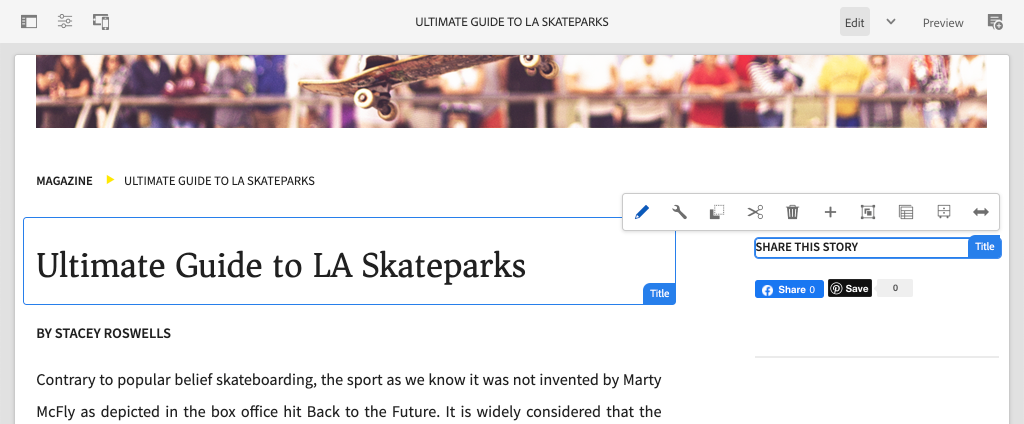 ULTIMATE GUIDE TO LA SKATEPARKS
Edit
Preview
MAGAZINE ULTIMATE GUIDE TO LA SKATEPARKS
Ultimate Guide to LA Skateparks
Title
SHARE THIS STORY
Title
Share 0
Save
0
BY STACEY ROSWELLS
Contrary to popular belief skateboarding, the sport as we know it was not invented by Marty
McFly as depicted in the box office hit Back to the Future. It is widely considered that the